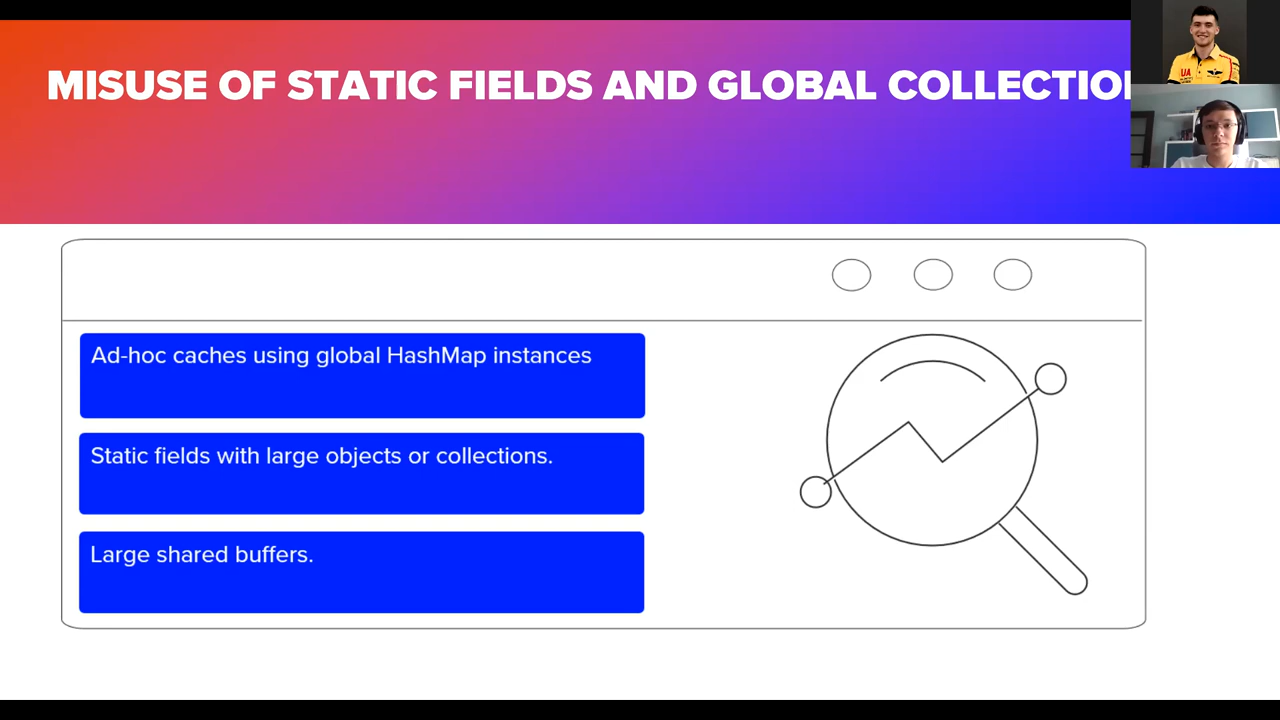 MISUSE OF STATIC FIELDS AND GLOBAL
Ad-hoc caches using global HashMap instances
Static fields with large objects or collections.
Large shared buffers.
UA